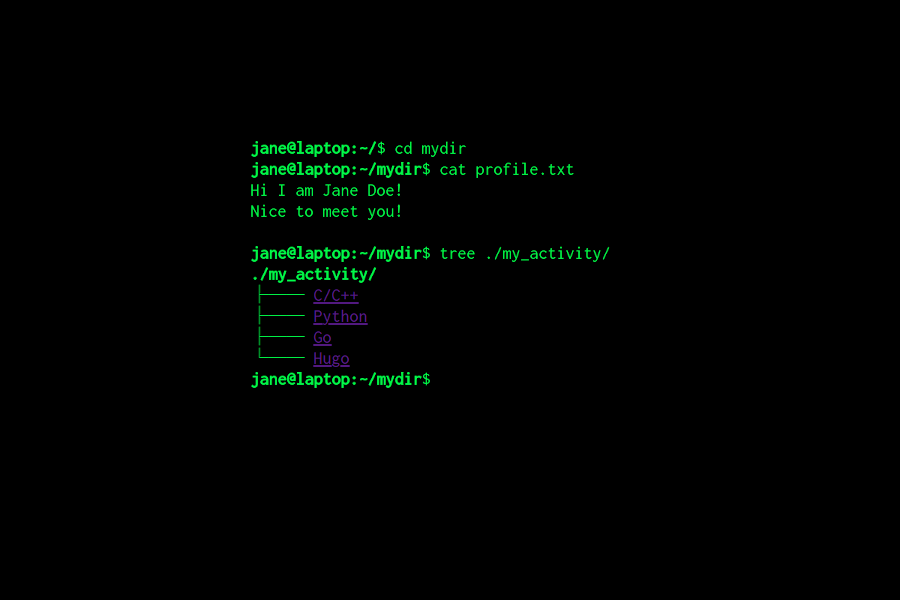 jane@laptop:~/$ cd mydir
jane@laptop:~/mydir$ cat profile.txt
Hi I am Jane Doe!
Nice to meet you!
jane@laptop:~/mydir$ tree ./my_activity/
./my_activity/
├──── C/C++
├──── Python
├──── Go
└──── Hugo
jane@laptop:~/mydir$